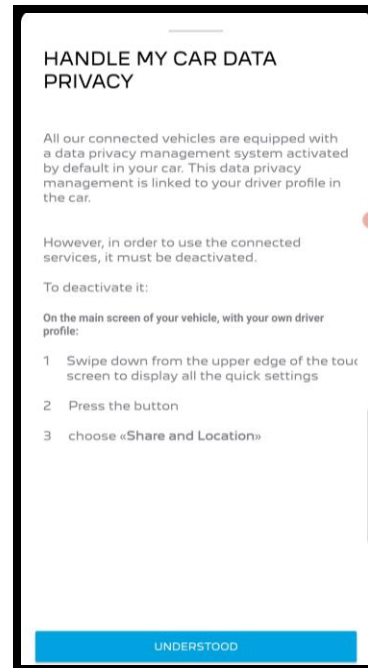 HANDLE MY CAR DATA
PRIVACY
All our connected vehicles are equipped with
a data privacy management system activated
by default in your car. This data privacy
management is linked to your driver profile in
the car.
However, in order to use the connected
services, it must be deactivated.
To deactivate it:
On the main screen of your vehicle, with your own driver
profile:
1 Swipe down from the upper edge of the touc
screen to display all the quick settings
2 Press the button
3 choose «Share and Location»
UNDERSTOOD